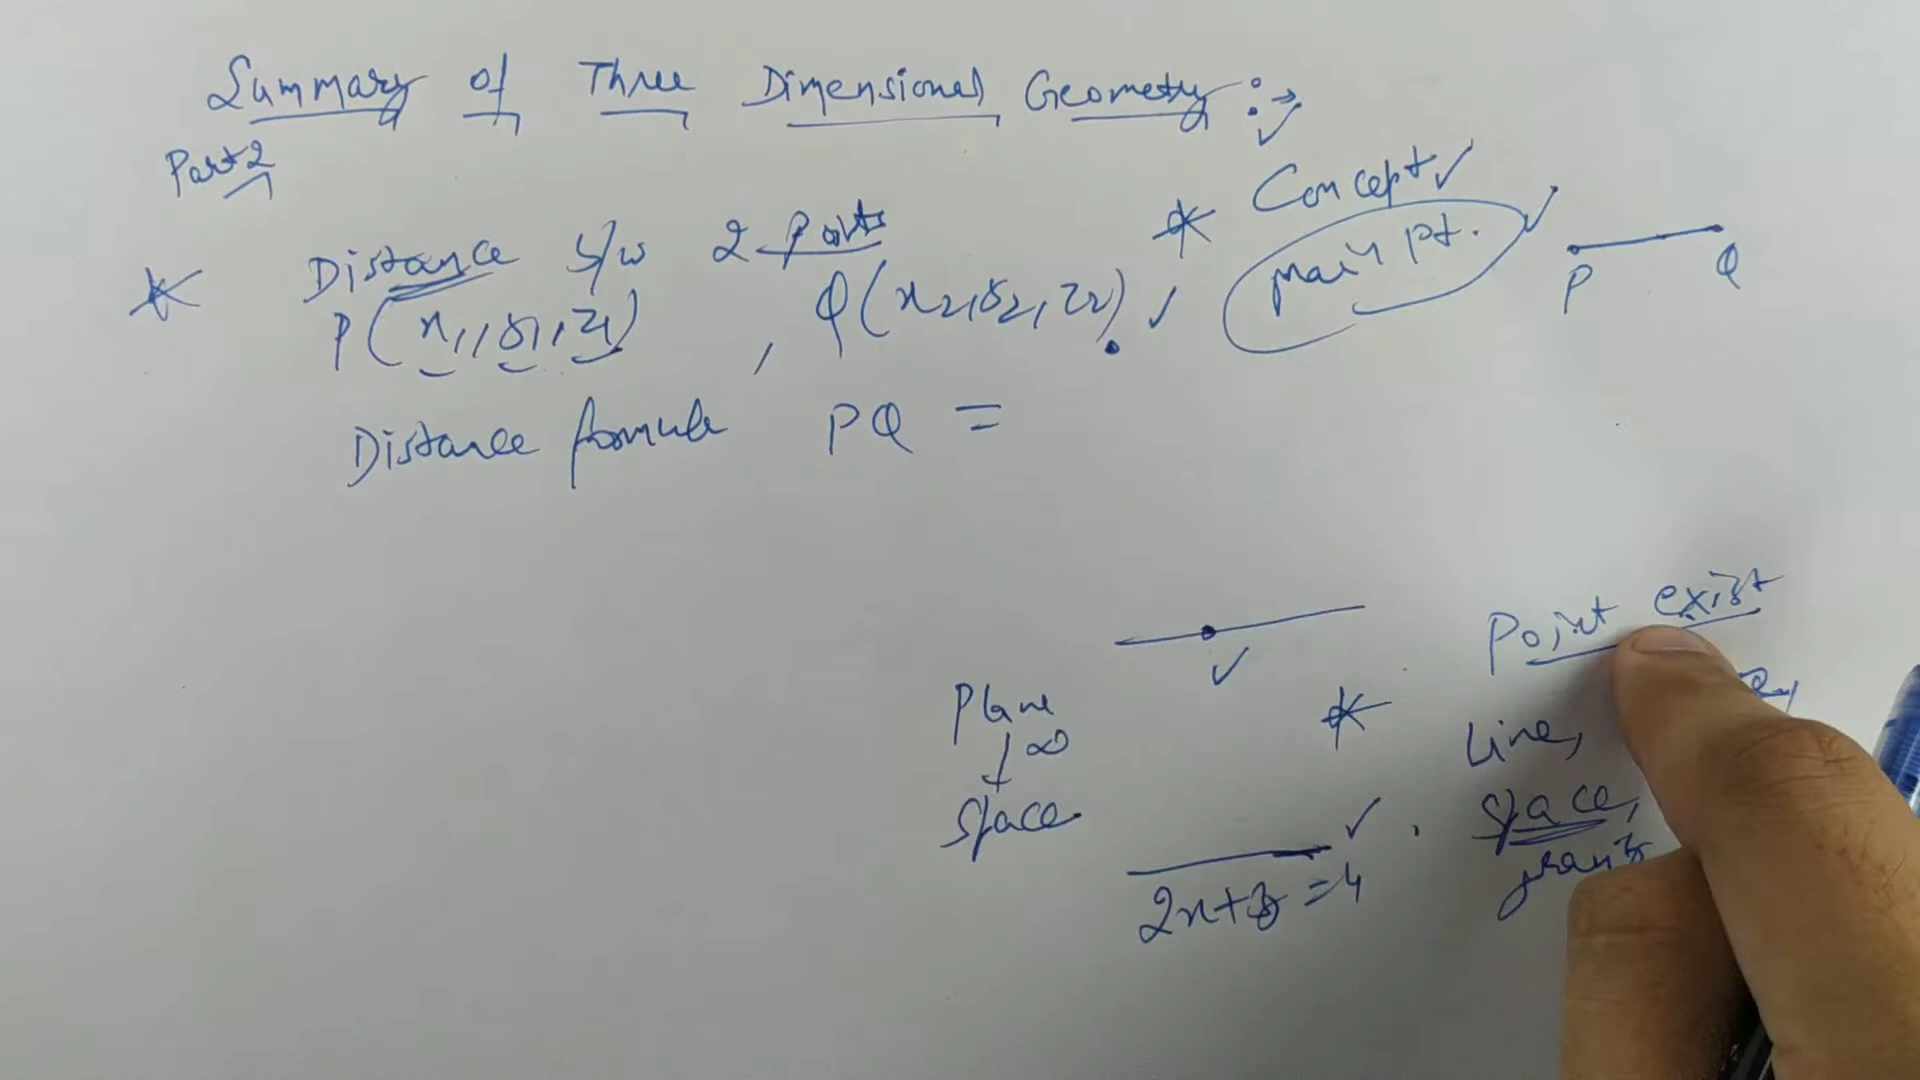 Summary of Three Dimensional Geometry :→
Part 2
Distance b/w 2 Points
P(x1, y1, z1) , Q(x2, y2, z2)
Concept
main pt.
P Q
Distance formula PQ =
Point exist
Plane
∞
Line,
Space
Space,
2x+y=4